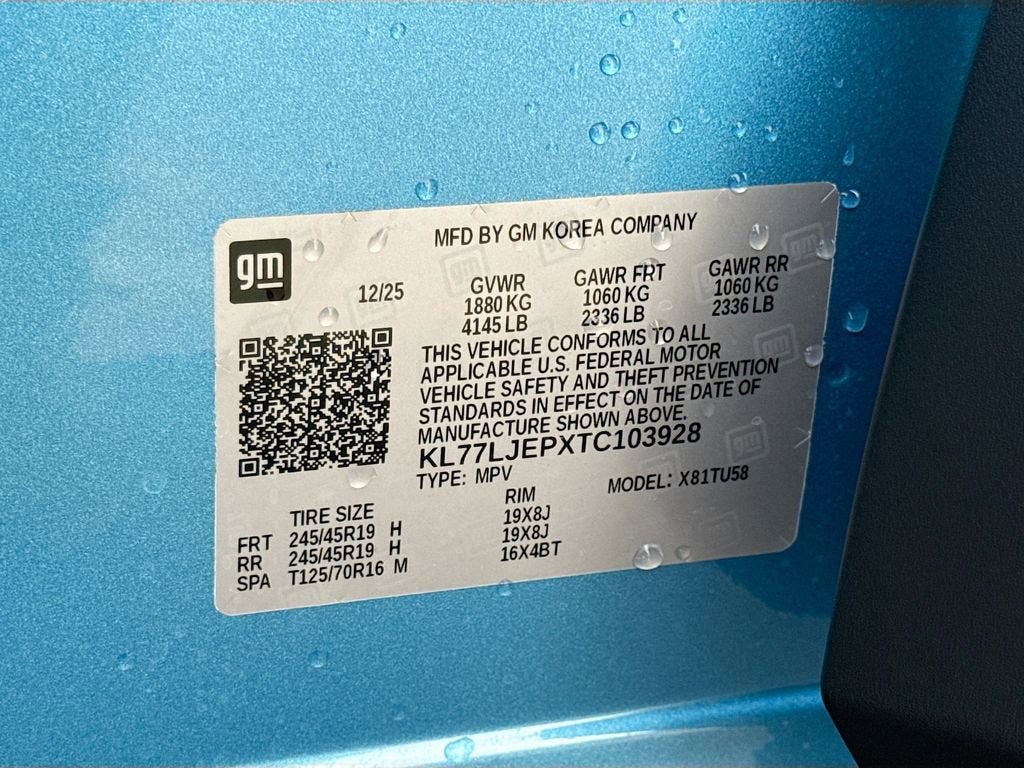 MFD BY GM KOREA COMPANY
gm
12/25
GVWR GAWR FRT GAWR RR
1880 KG 1060 KG 1060 KG
4145 LB 2336 LB 2336 LB
THIS VEHICLE CONFORMS TO ALL
APPLICABLE U.S. FEDERAL MOTOR
VEHICLE SAFETY AND THEFT PREVENTION
STANDARDS IN EFFECT ON THE DATE OF
MANUFACTURE SHOWN ABOVE.
KL77LJEPXTC103928
TYPE: MPV MODEL: X81TU58
TIRE SIZE RIM
FRT 245/45R19 H 19X8J
RR 245/45R19 H 19X8J
SPA T125/70R16 M 16X4BT